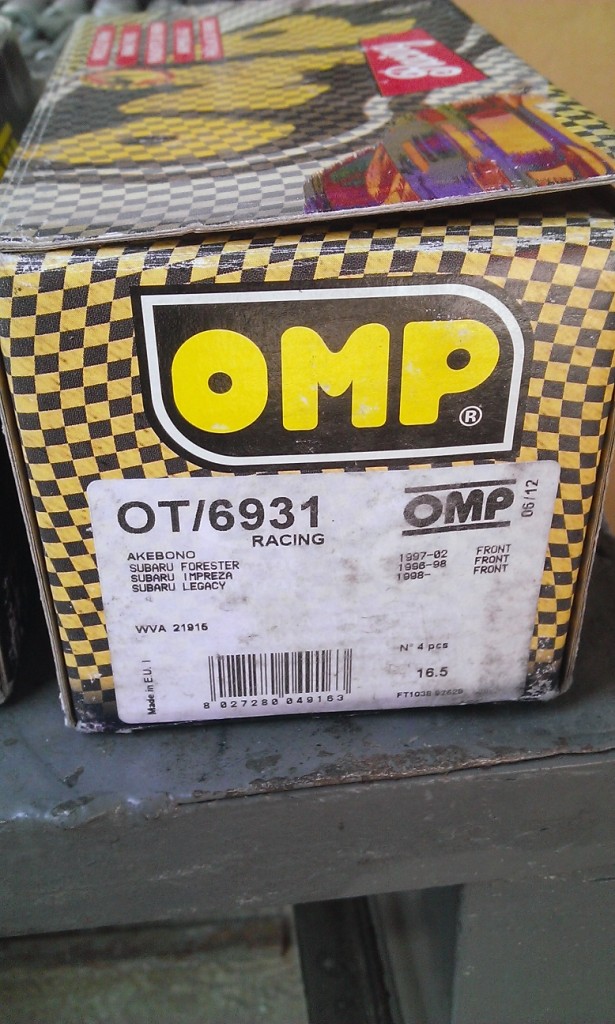 OMP®
OT/6931
RACING
OMP
06/12
AKEBONO
SUBARU FORESTER 1997-02 FRONT
SUBARU IMPREZA 1996-98 FRONT
SUBARU LEGACY 1998- FRONT
WVA 21915
N° 4 pcs
16.5
Made in E.U.
8 027280 049163